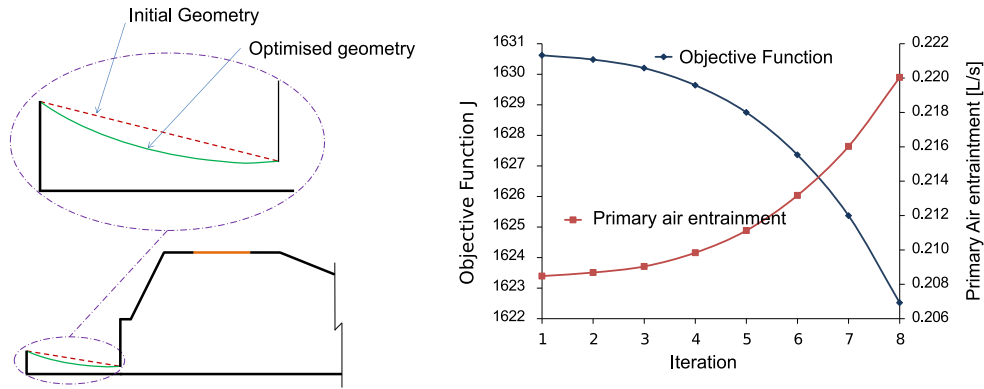 Initial Geometry
Optimised geometry
1631
1630
1629
1628
1627
1626
1625
1624
1623
1622
Objective Function J
Objective Function
Primary air entrainment
1 2 3 4 5 6 7 8
Iteration
0.222
0.220
0.218
0.216
0.214
0.212
0.210
0.208
0.206
Primary Air entraintment [L/s]